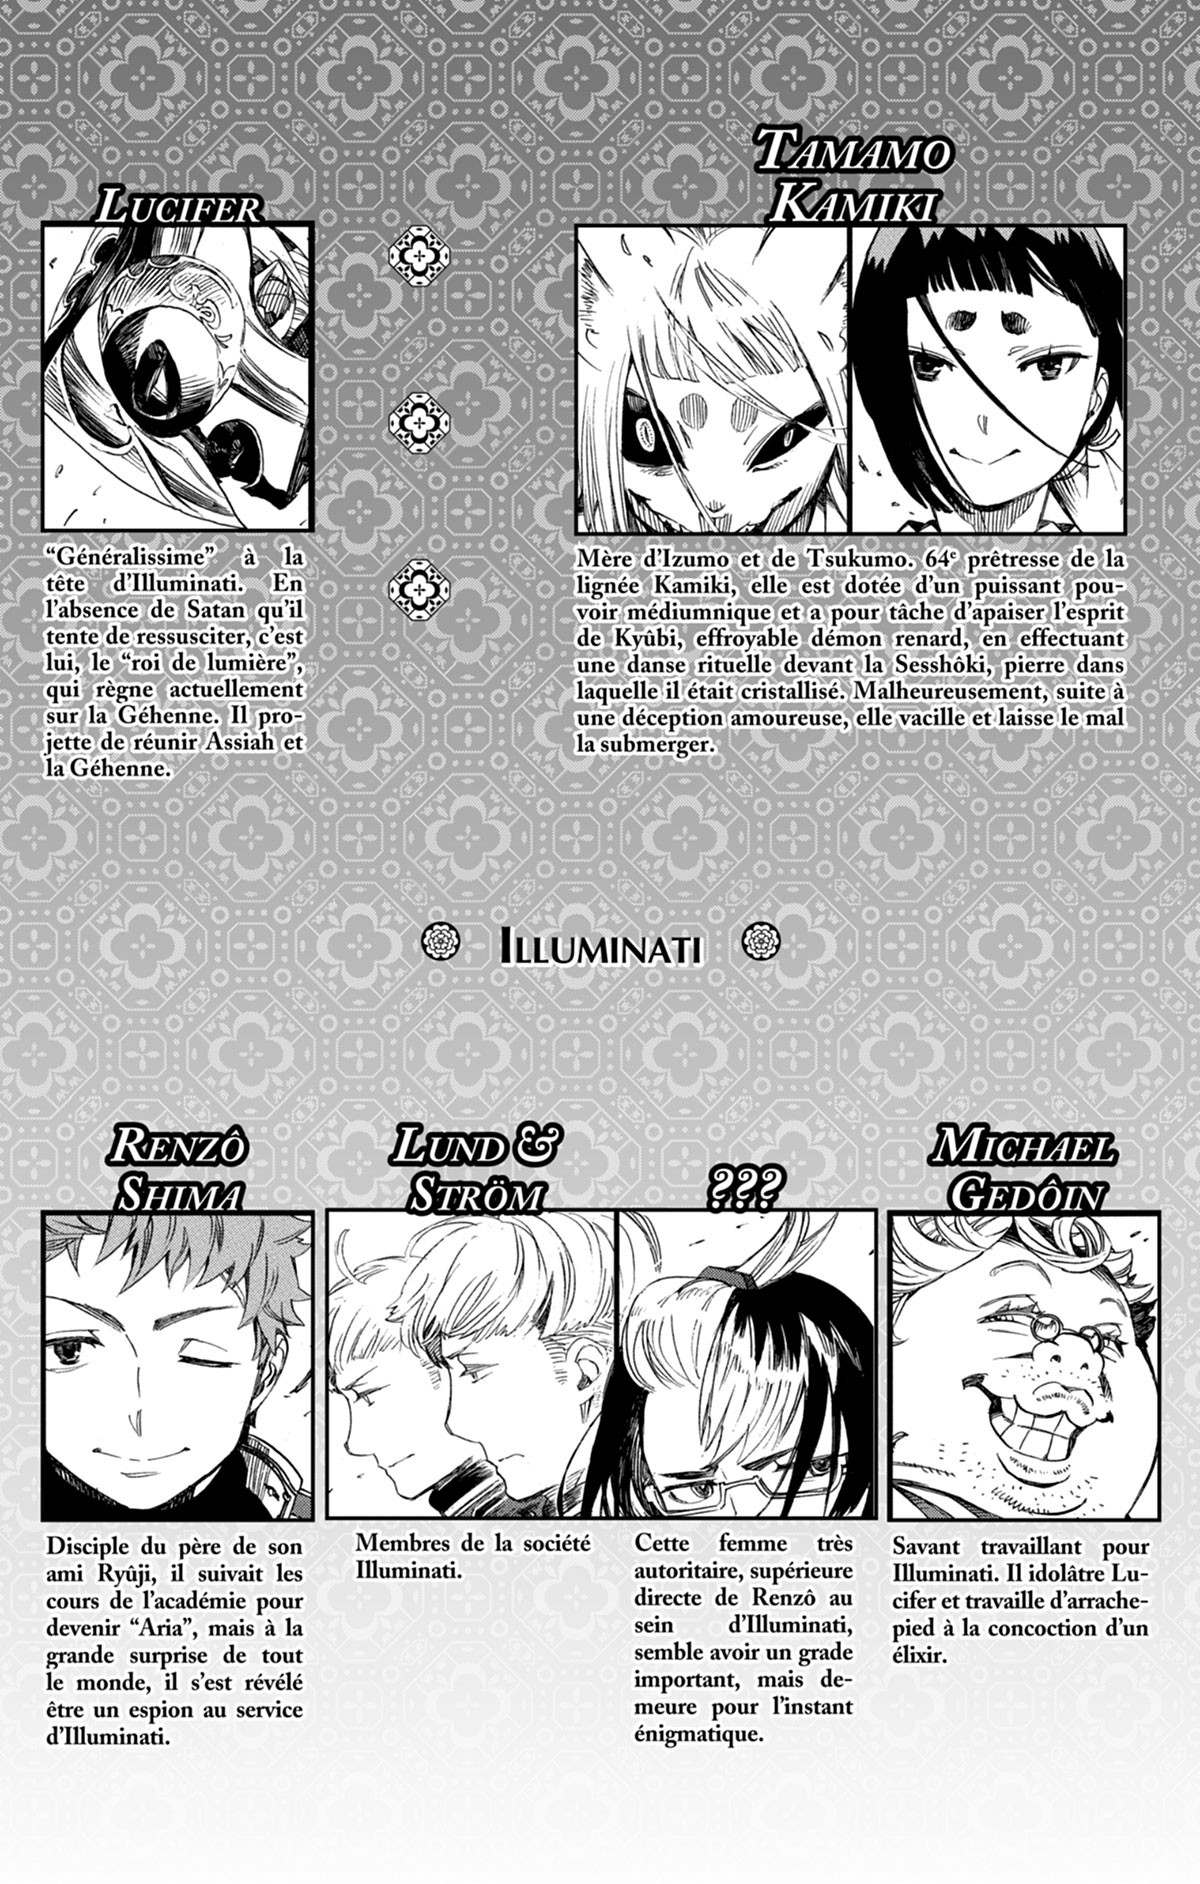 LUCIFER
“Généralissime” à la
tête d’Illuminati. En
l’absence de Satan qu’il
tente de ressusciter, c’est
lui, le “roi de lumière”,
qui règne actuellement
sur la Géhenne. Il pro-
jette de réunir Assiah et
la Géhenne.
TAMAMO
KAMIKI
Mère d’Izumo et de Tsukumo. 64e prêtresse de la
lignée Kamiki, elle est dotée d’un puissant pou-
voir médiumnique et a pour tâche d’apaiser l’esprit
de Kyûbi, effroyable démon renard, en effectuant
une danse rituelle devant la Sesshôki, pierre dans
laquelle il était cristallisé. Malheureusement, suite à
une déception amoureuse, elle vacille et laisse le mal
la submerger.
ILLUMINATI
RENZÔ
SHIMA
Disciple du père de son
ami Ryûji, il suivait les
cours de l’académie pour
devenir “Aria”, mais à la
grande surprise de tout
le monde, il s’est révélé
être un espion au service
d’Illuminati.
LUND &
STRÖM
Membres de la société
Illuminati.
???
Cette femme très
autoritaire, supérieure
directe de Renzô au
sein d’Illuminati,
semble avoir un grade
important, mais de-
meure pour l’instant
énigmatique.
MICHAEL
GEDÔIN
Savant travaillant pour
Illuminati. Il idolâtre Lu-
cifer et travaille d’arrache-
pied à la concoction d’un
élixir.